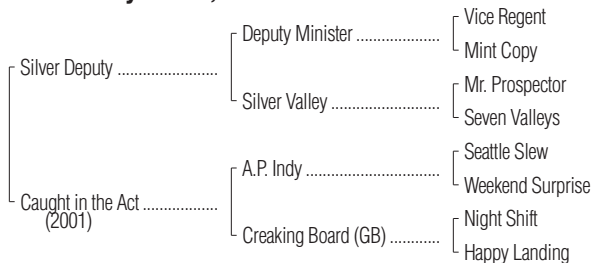 Vice Regent
Deputy Minister ....................
Mint Copy
Silver Deputy ........................
Mr. Prospector
Silver Valley ..........................
Seven Valleys
Seattle Slew
A.P. Indy ................................
Weekend Surprise
Caught in the Act ..................
(2001)
Night Shift
Creaking Board (GB) ............
Happy Landing